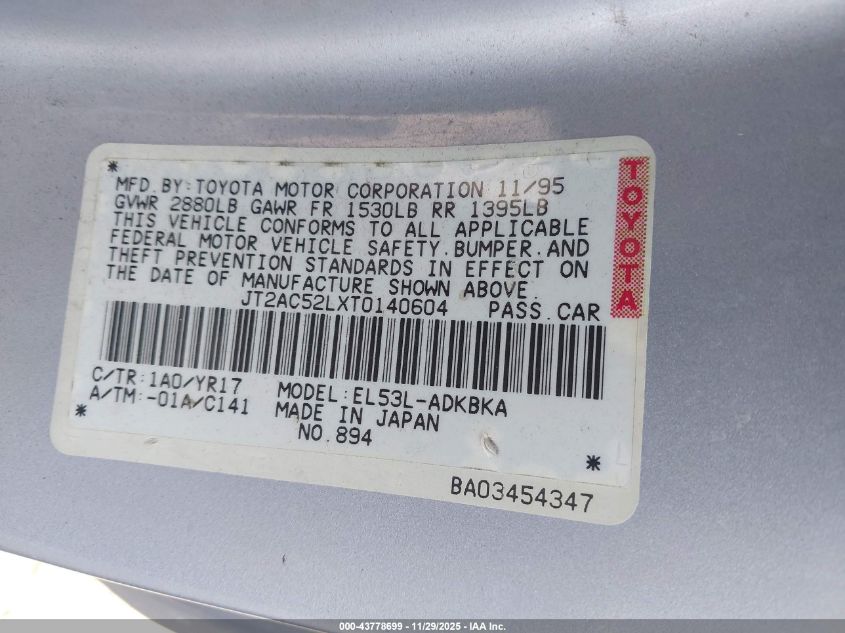 *
MFD.BY:TOYOTA MOTOR CORPORATION 11/95
GVWR 2880LB GAWR FR 1530LB RR 1395LB
THIS VEHICLE CONFORMS TO ALL APPLICABLE
FEDERAL MOTOR VEHICLE SAFETY.BUMPER.AND
THEFT PREVENTION STANDARDS IN EFFECT ON
THE DATE OF MANUFACTURE SHOWN ABOVE.
JT2AC52LXT0140604 PASS.CAR
TOYOTA
C/TR:1A0/YR17 MODEL:EL53L-ADKBKA
A/TM:-01A/C141 MADE IN JAPAN
* NO.894 *
BA03454347
000-43778699 - 11/29/2025 - IAA Inc.